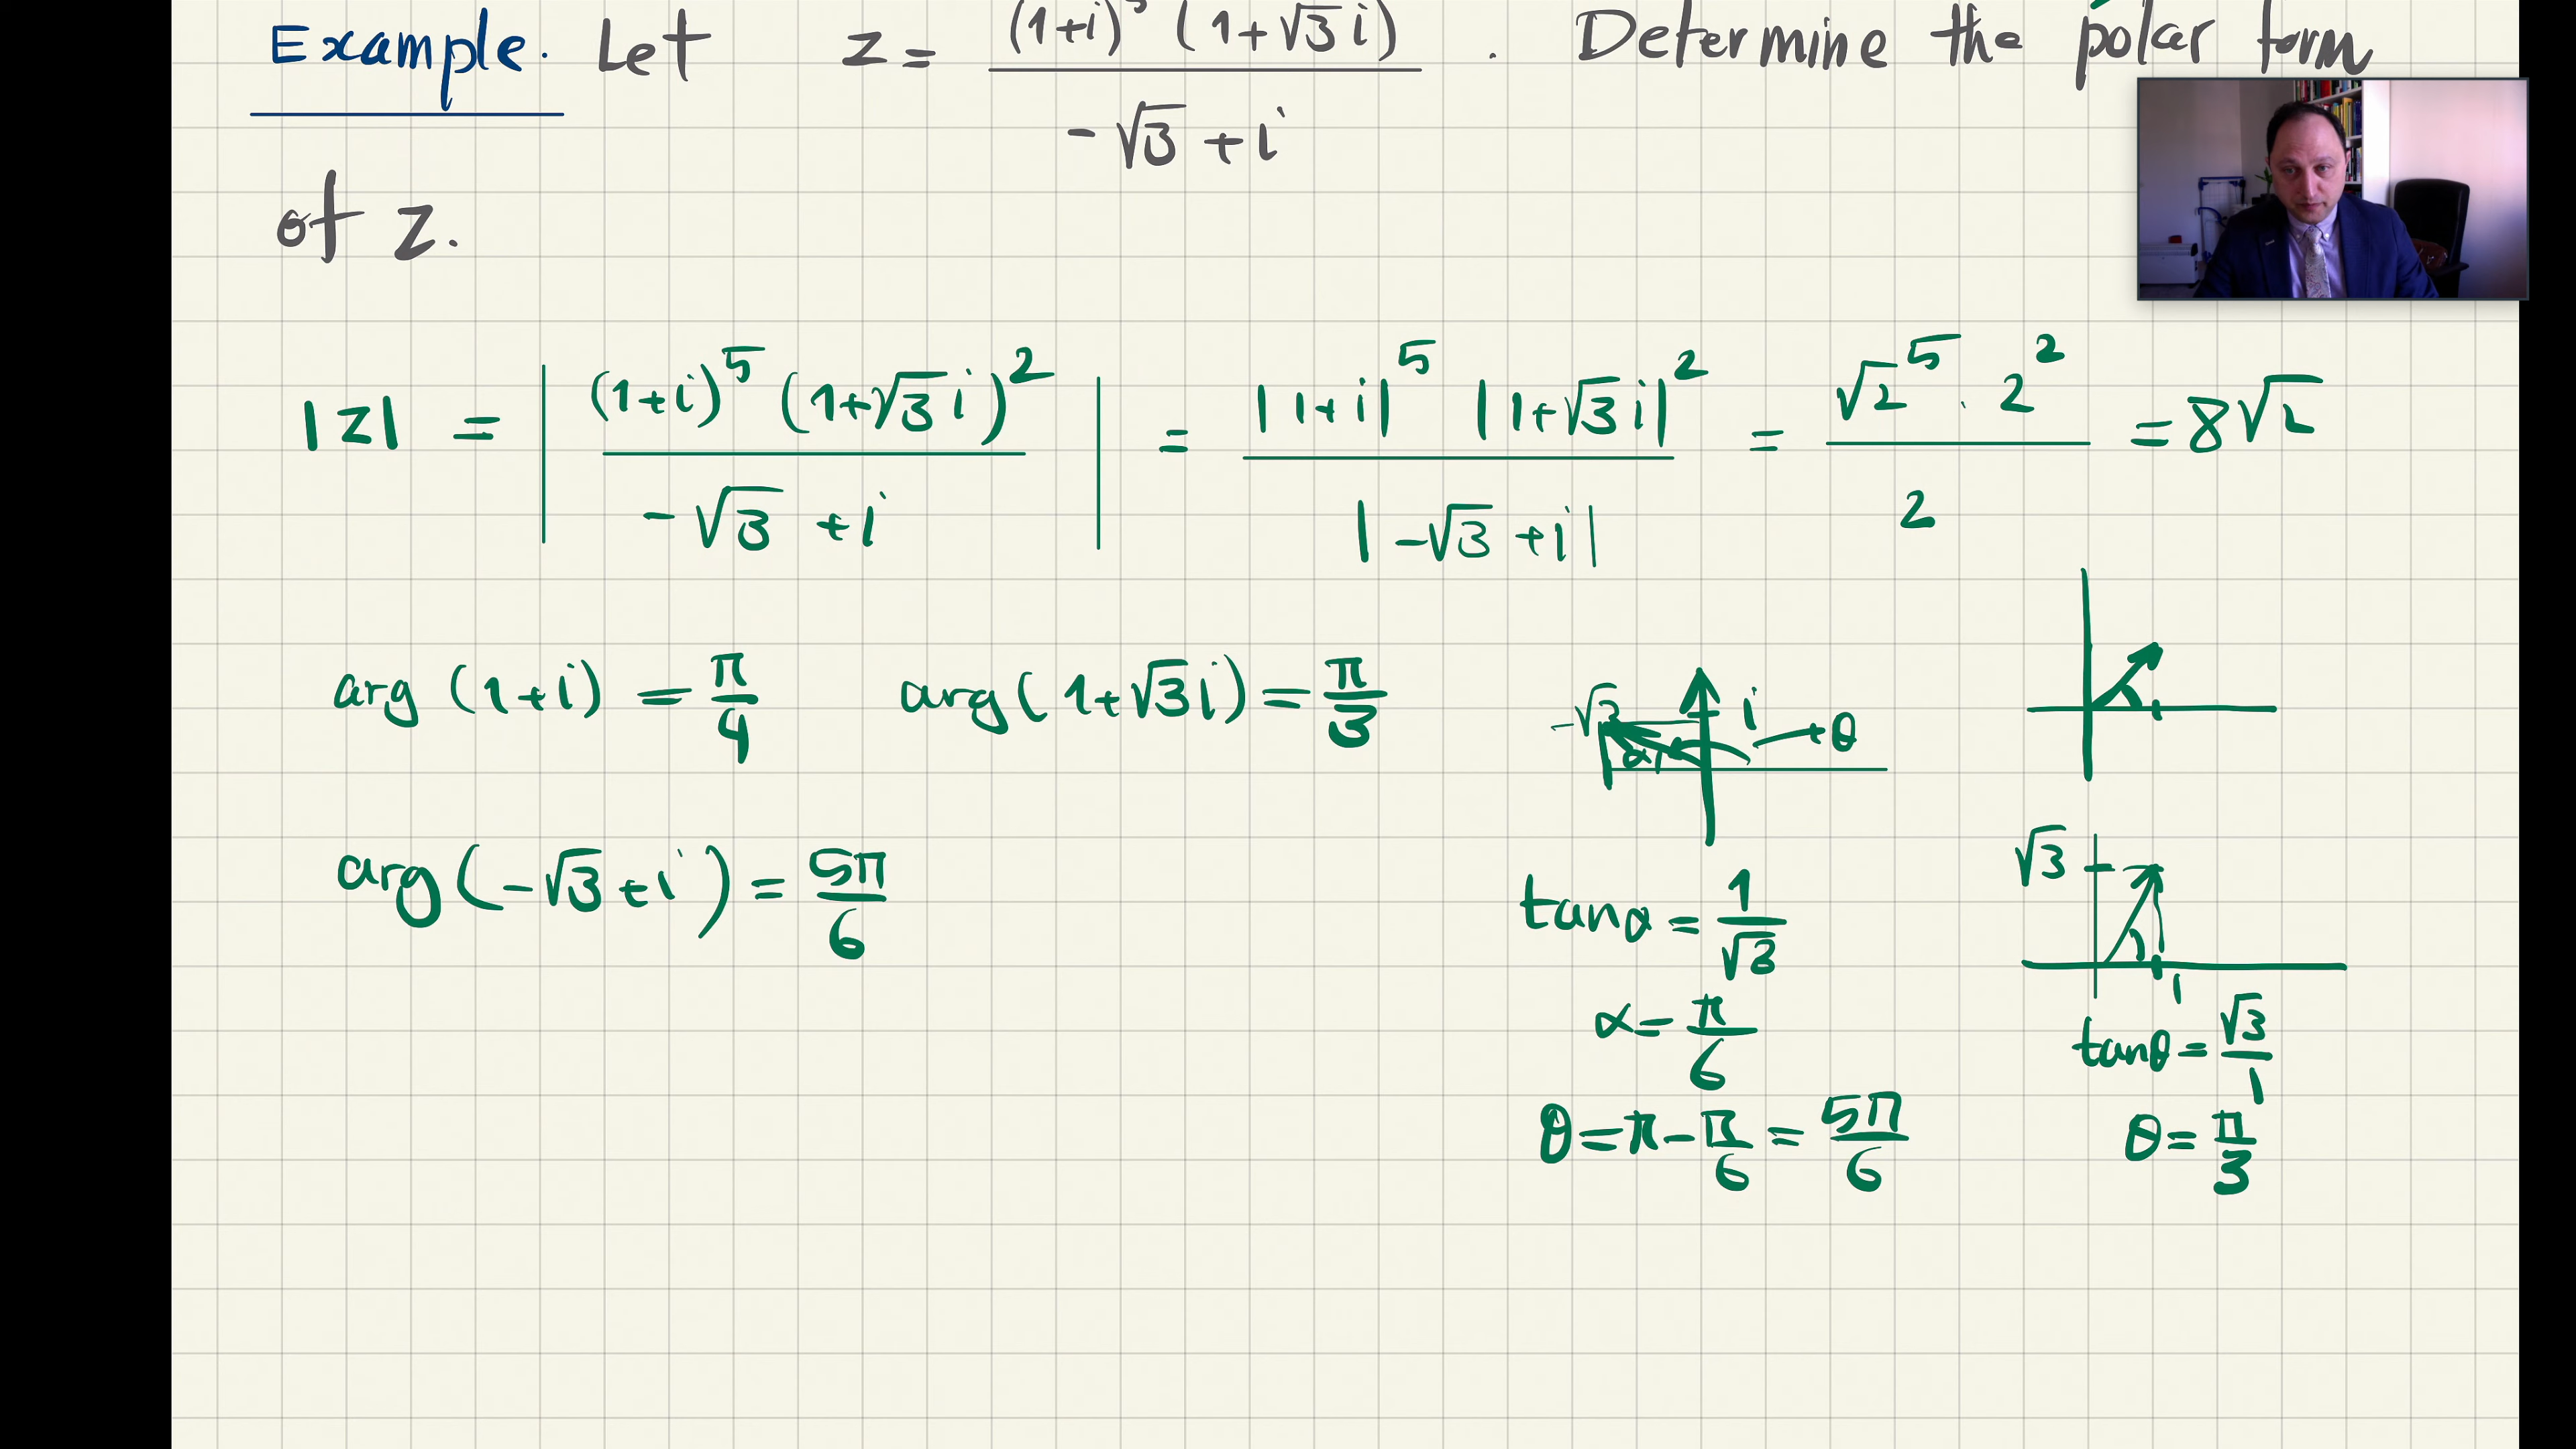 Example. Let z = (1+i)^5 (1+√3 i) / (-√3 + i) . Determine the polar form
of z.
|z| = | (1+i)^5 (1+√3 i)^2 / (-√3 + i) | = |1+i|^5 |1+√3 i|^2 / |-√3 + i| = √2^5 . 2^2 / 2 = 8√2
arg (1+i) = π/4 arg (1+√3 i) = π/3
-√3 i θ
α
arg (-√3 + i) = 5π/6
tan α = 1/√3
α = π/6
θ = π - π/6 = 5π/6
√3
1
tan θ = √3/1
θ = π/3